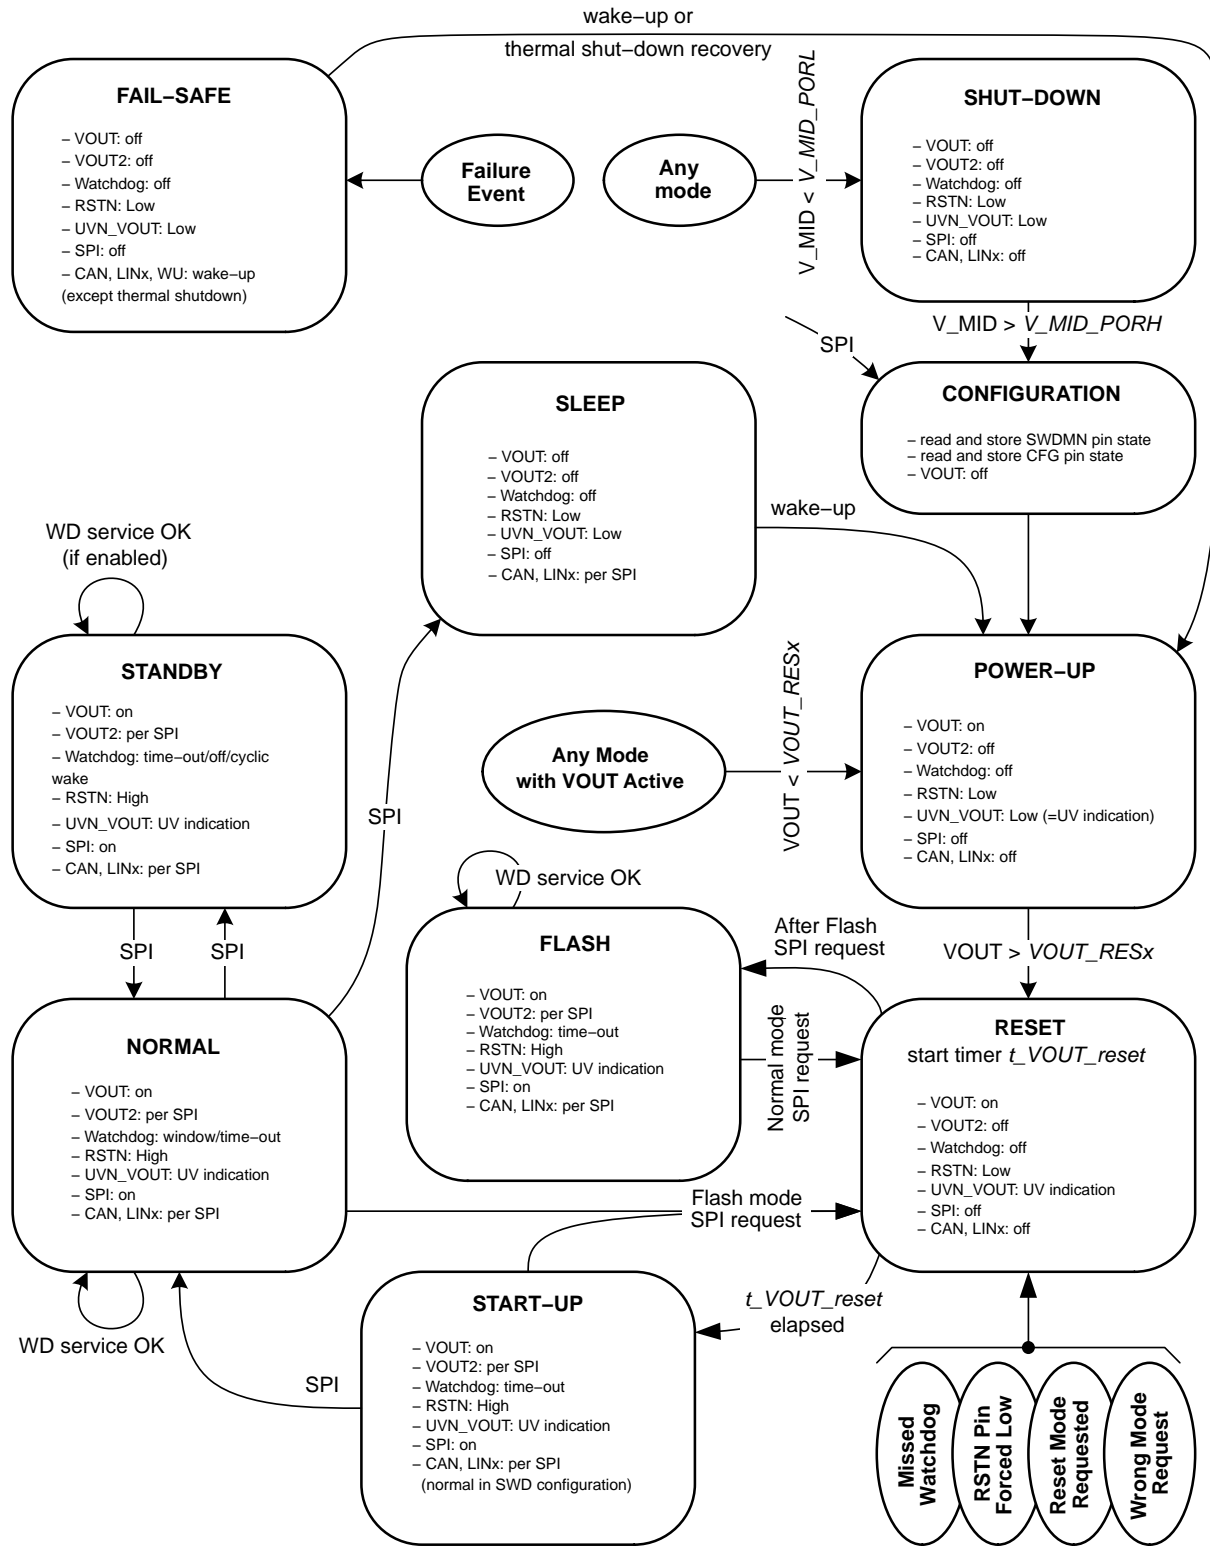 wake−up or
thermal shut−down recovery
FAIL−SAFE
− VOUT: off
− VOUT2: off
− Watchdog: off
− RSTN: Low
− UVN_VOUT: Low
− SPI: off
− CAN, LINx, WU: wake−up
(except thermal shutdown)
Failure
Event
Any
mode
V_MID < V_MID_PORL
SHUT−DOWN
− VOUT: off
− VOUT2: off
− Watchdog: off
− RSTN: Low
− UVN_VOUT: Low
− SPI: off
− CAN, LINx: off
V_MID > V_MID_PORH
SPI
CONFIGURATION
− read and store SWDMN pin state
− read and store CFG pin state
− VOUT: off
SLEEP
− VOUT: off
− VOUT2: off
− Watchdog: off
− RSTN: Low
− UVN_VOUT: Low
− SPI: off
− CAN, LINx: per SPI
wake−up
WD service OK
(if enabled)
STANDBY
− VOUT: on
− VOUT2: per SPI
− Watchdog: time−out/off/cyclic
wake
− RSTN: High
− UVN_VOUT: UV indication
− SPI: on
− CAN, LINx: per SPI
SPI
Any Mode
with VOUT Active
VOUT < VOUT_RESx
POWER−UP
− VOUT: on
− VOUT2: off
− Watchdog: off
− RSTN: Low
− UVN_VOUT: Low (=UV indication)
− SPI: off
− CAN, LINx: off
WD service OK
SPI
SPI
After Flash
SPI request
VOUT > VOUT_RESx
FLASH
− VOUT: on
− VOUT2: per SPI
− Watchdog: time−out
− RSTN: High
− UVN_VOUT: UV indication
− SPI: on
− CAN, LINx: per SPI
Normal mode
SPI request
RESET
start timer t_VOUT_reset
− VOUT: on
− VOUT2: off
− Watchdog: off
− RSTN: Low
− UVN_VOUT: UV indication
− SPI: off
− CAN, LINx: off
NORMAL
− VOUT: on
− VOUT2: per SPI
− Watchdog: window/time−out
− RSTN: High
− UVN_VOUT: UV indication
− SPI: on
− CAN, LINx: per SPI
Flash mode
SPI request
WD service OK
SPI
START−UP
− VOUT: on
− VOUT2: per SPI
− Watchdog: time−out
− RSTN: High
− UVN_VOUT: UV indication
− SPI: on
− CAN, LINx: per SPI
(normal in SWD configuration)
t_VOUT_reset
elapsed
Missed
Watchdog
RSTN Pin
Forced Low
Reset Mode
Requested
Wrong Mode
Request